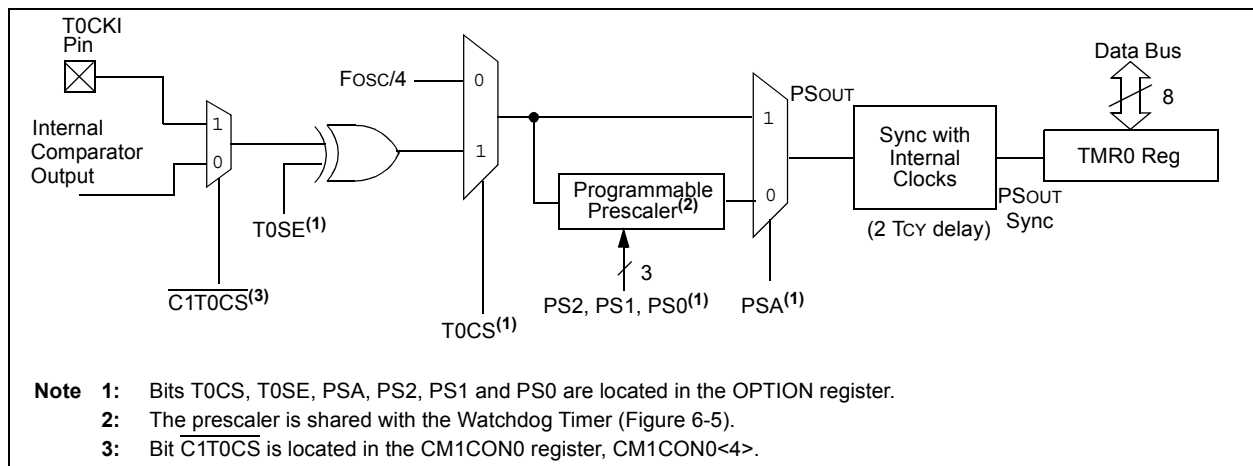 T0CKI
Pin
Internal
Comparator
Output
1
0
C1T0CS(3)
T0SE(1)
FOSC/4
0
1
T0CS(1)
Programmable
Prescaler(2)
3
PS2, PS1, PS0(1)
1
0
PSA(1)
PSOUT
Sync with
Internal
Clocks
(2 TCY delay)
PSOUT
Sync
Data Bus
8
TMR0 Reg
Note 1: Bits T0CS, T0SE, PSA, PS2, PS1 and PS0 are located in the OPTION register.
2: The prescaler is shared with the Watchdog Timer (Figure 6-5).
3: Bit C1T0CS is located in the CM1CON0 register, CM1CON0<4>.